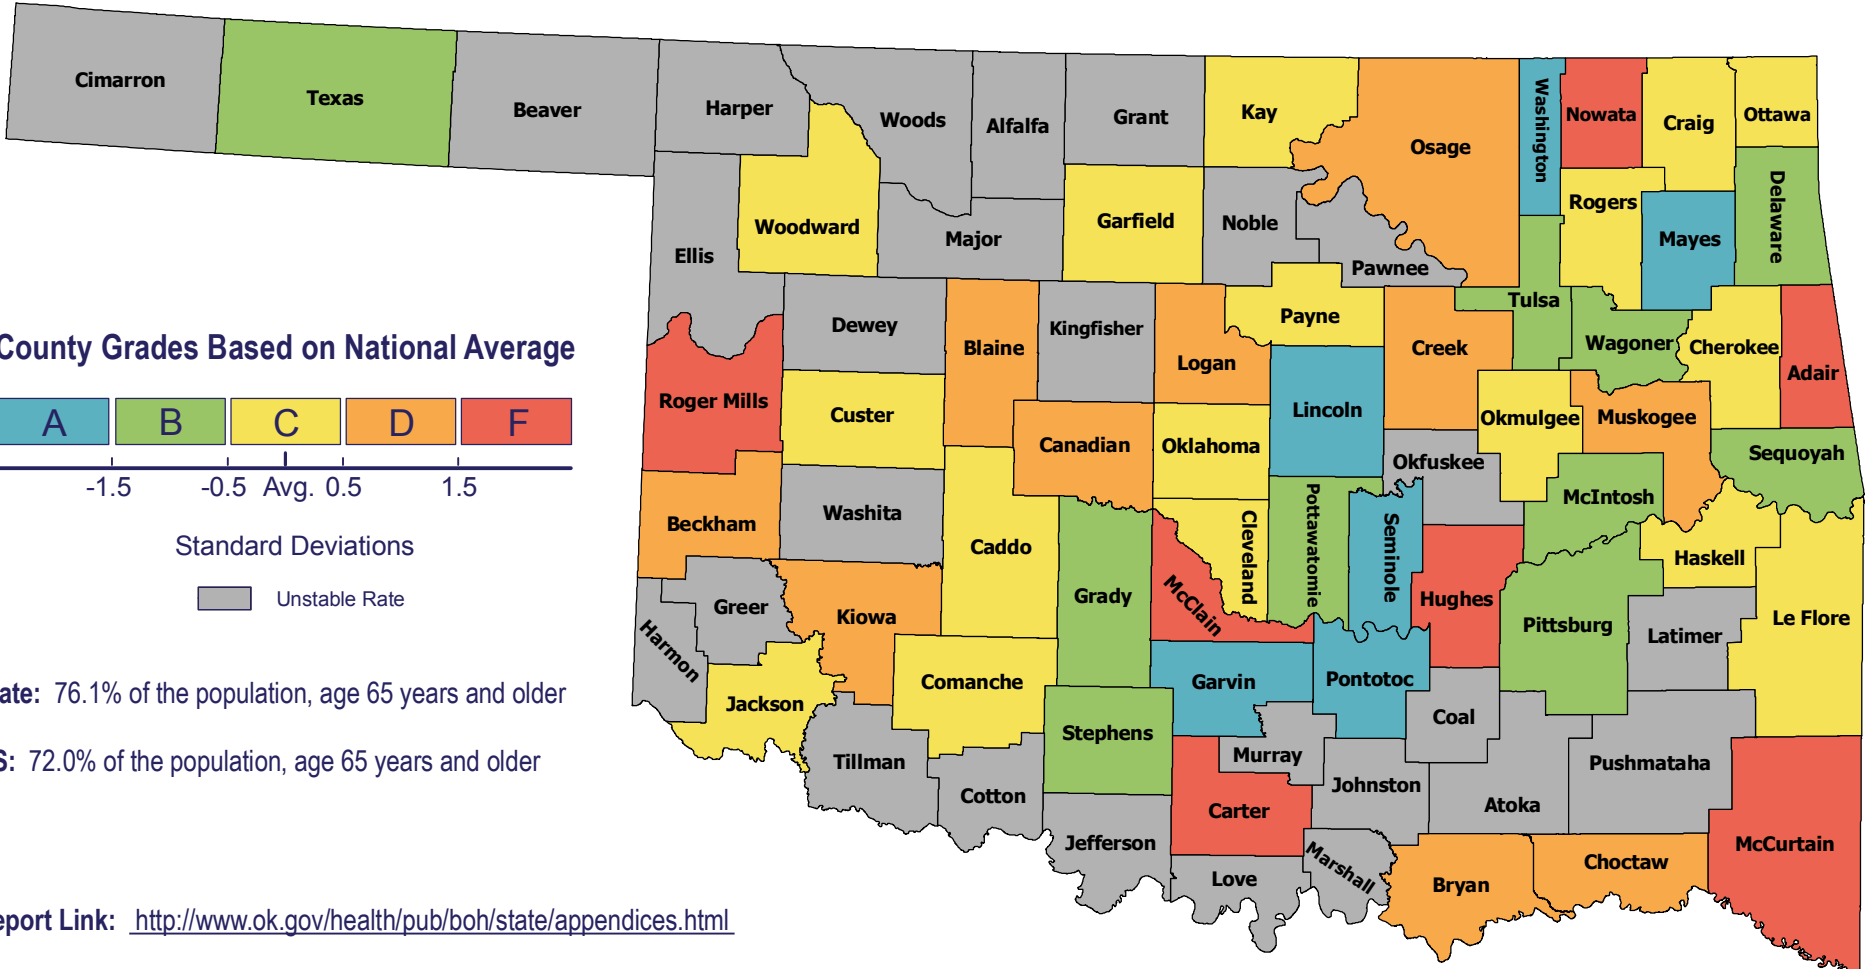 Cimarron
Texas
Beaver
Harper
Woods
Alfalfa
Grant
Kay
Osage
Washington
Nowata
Craig
Ottawa
Woodward
Ellis
Major
Garfield
Noble
Pawnee
Rogers
Mayes
Delaware
Tulsa
Dewey
Blaine
Kingfisher
Logan
Payne
Creek
Wagoner
Cherokee
Adair
County Grades Based on National Average
A B C D F
-1.5 -0.5 Avg. 0.5 1.5
Standard Deviations
Unstable Rate
Roger Mills
Custer
Canadian
Oklahoma
Lincoln
Okmulgee
Muskogee
Okfuskee
Sequoyah
McIntosh
Beckham
Washita
Caddo
Grady
McClain
Cleveland
Pottawatomie
Seminole
Hughes
Haskell
Pittsburg
Latimer
Le Flore
Harmon
Greer
Kiowa
Jackson
Comanche
Garvin
Pontotoc
Coal
Stephens
Murray
Tillman
Cotton
Carter
Johnston
Atoka
Pushmataha
Jefferson
Love
Marshall
Bryan
Choctaw
McCurtain
ate: 76.1% of the population, age 65 years and older
S: 72.0% of the population, age 65 years and older
eport Link: http://www.ok.gov/health/pub/boh/state/appendices.html